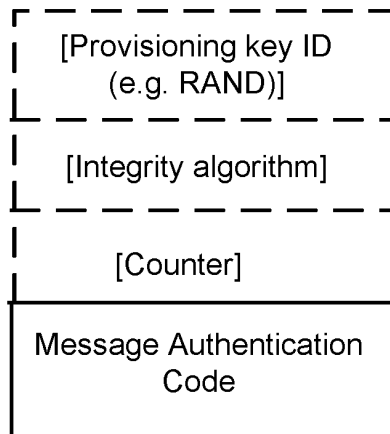 [Provisioning key ID
(e.g. RAND)]
[Integrity algorithm]
[Counter]
Message Authentication
Code